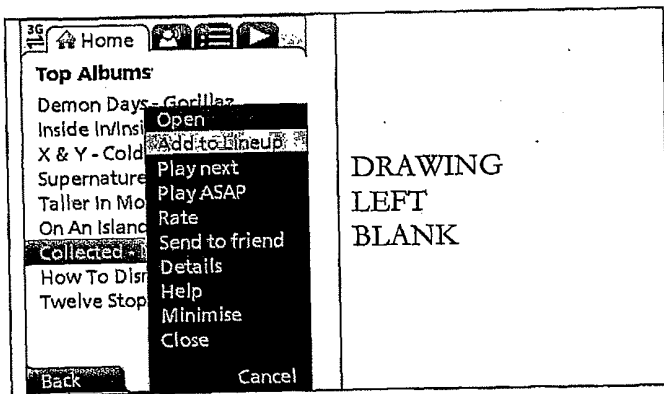 3G
Home
Top Albums
Demon Days - Gorillaz
Open
Inside In/Insi
Add to Lineup
X & Y - Cold
Play next
Supernature
Play ASAP
Taller In Mo
Rate
On An Island
Send to friend
Collected -
Details
How To Disr
Help
Twelve Stop
Minimise
Close
Back
Cancel
DRAWING
LEFT
BLANK